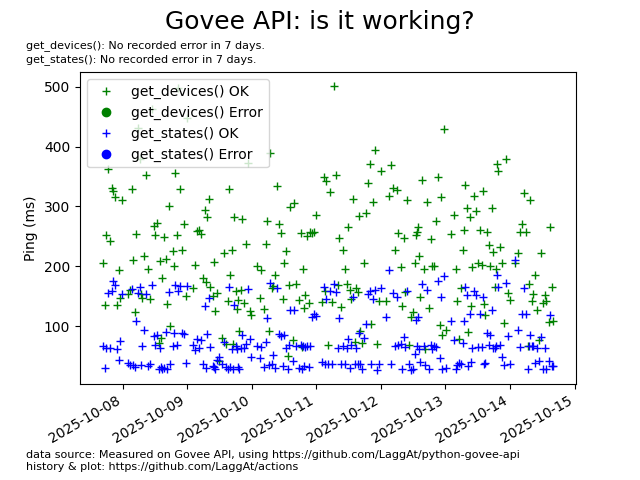 Govee API: is it working?
get_devices(): No recorded error in 7 days.
get_states(): No recorded error in 7 days.
get_devices() OK
get_devices() Error
get_states() OK
get_states() Error
Ping (ms)
500
400
300
200
100
2025-10-08
2025-10-09
2025-10-10
2025-10-11
2025-10-12
2025-10-13
2025-10-14
2025-10-15
data source: Measured on Govee API, using https://github.com/LaggAt/python-govee-api
history & plot: https://github.com/LaggAt/actions